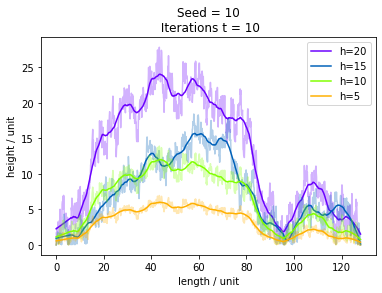 Seed = 10
Iterations t = 10
height / unit
25
20
15
10
5
0
h=20
h=15
h=10
h=5
0 20 40 60 80 100 120
length / unit